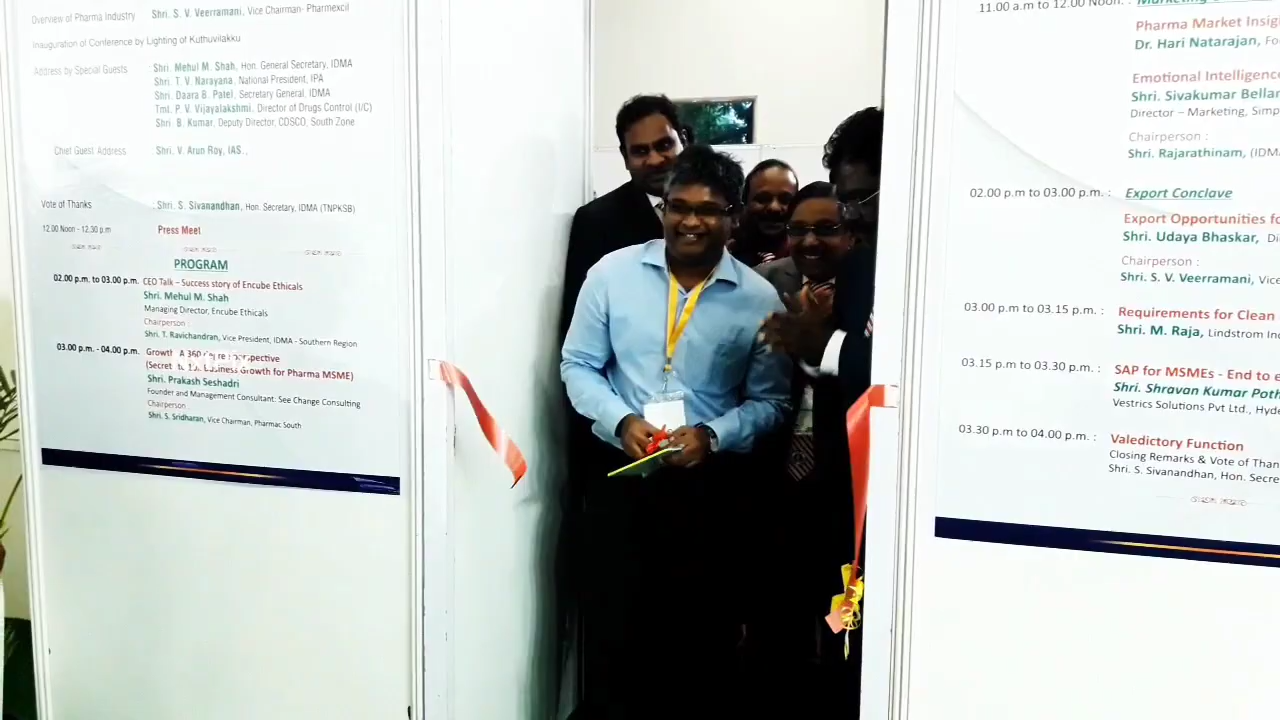 Overview of Pharma Industry Shri. S. V. Veerramani, Vice Chairman- Pharmexcil
Inauguration of Conference by Lighting of Kuthuvilakku
Address by Special Guests : Shri. Mehul M. Shah, Hon. General Secretary, IDMA
Shri. T. V. Narayana, National President, IPA
Shri. Daara B. Patel, Secretary General, IDMA
Tmt. P. V. Vijayalakshmi, Director of Drugs Control (I/C)
Shri. B. Kumar, Deputy Director, CDSCO, South Zone
Chief Guest Address : Shri. V. Arun Roy, IAS.,
Vote of Thanks : Shri. S. Sivanandhan, Hon. Secretary, IDMA (TNPKSB)
12.00 Noon - 12.30 p.m Press Meet
PROGRAM
02.00 p.m. to 03.00 p.m. CEO Talk – Success story of Encube Ethicals
Shri. Mehul M. Shah
Managing Director, Encube Ethicals
Chairperson :
Shri. T. Ravichandran, Vice President, IDMA - Southern Region
03.00 p.m. - 04.00 p.m. Growth A 360
Growth for Pharma MSME)
Shri. Prakash Seshadri
Founder and Management Consultant: See Change Consulting
Chairperson :
Shri. S. Sridharan, Vice Chairman, Pharmac South
11.00 a.m to 12.00 Noon. : Marketing
Pharma Market Insig
Dr. Hari Natarajan, Fo
Emotional Intelligence
Shri. Sivakumar Bellan
Director – Marketing, Simp
Chairperson :
Shri. Rajarathinam, (IDMA
02.00 p.m to 03.00 p.m. : Export Conclave
Export Opportunities fo
Shri. Udaya Bhaskar, Di
Chairperson :
Shri. S. V. Veerramani, Vice
03.00 p.m to 03.15 p.m. : Requirements for Clean
Shri. M. Raja, Lindstrom In
03.15 p.m to 03.30 p.m. : SAP for MSMEs - End to e
Shri. Shravan Kumar Poth
Vestrics Solutions Pvt Ltd., Hyde
03.30 p.m to 04.00 p.m. : Valedictory Function
Closing Remarks & Vote of Than
Shri. S. Sivanandhan, Hon. Secre